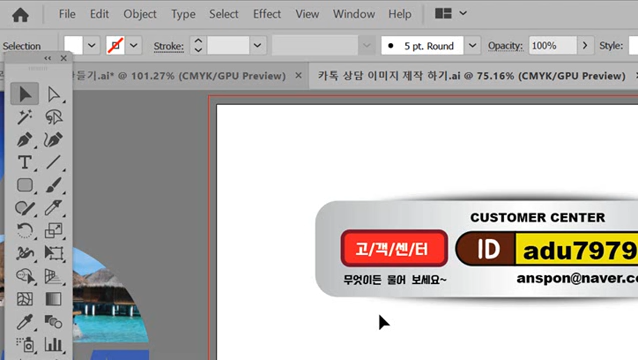 File Edit Object Type Select Effect View Window Help
Selection Stroke: 5 pt. Round Opacity: 100% Style:
들기.ai* @ 101.27% (CMYK/GPU Preview) × 카톡 상담 이미지 제작 하기.ai @ 75.16% (CMYK/GPU Preview)
CUSTOMER CENTER
고/객/센/터 ID adu7979
무엇이든 물어 보세요~ anspon@naver.co